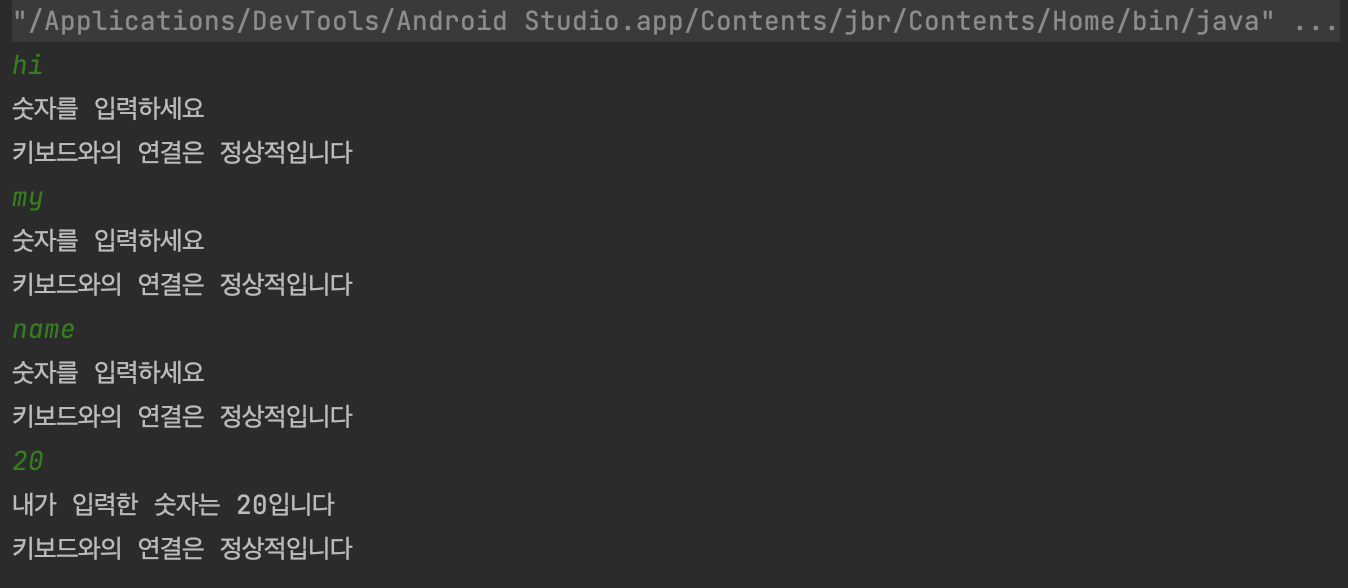 "/Applications/DevTools/Android Studio.app/Contents/jbr/Contents/Home/bin/java" ...
hi
숫자를 입력하세요
키보드와의 연결은 정상적입니다
my
숫자를 입력하세요
키보드와의 연결은 정상적입니다
name
숫자를 입력하세요
키보드와의 연결은 정상적입니다
20
내가 입력한 숫자는 20입니다
키보드와의 연결은 정상적입니다